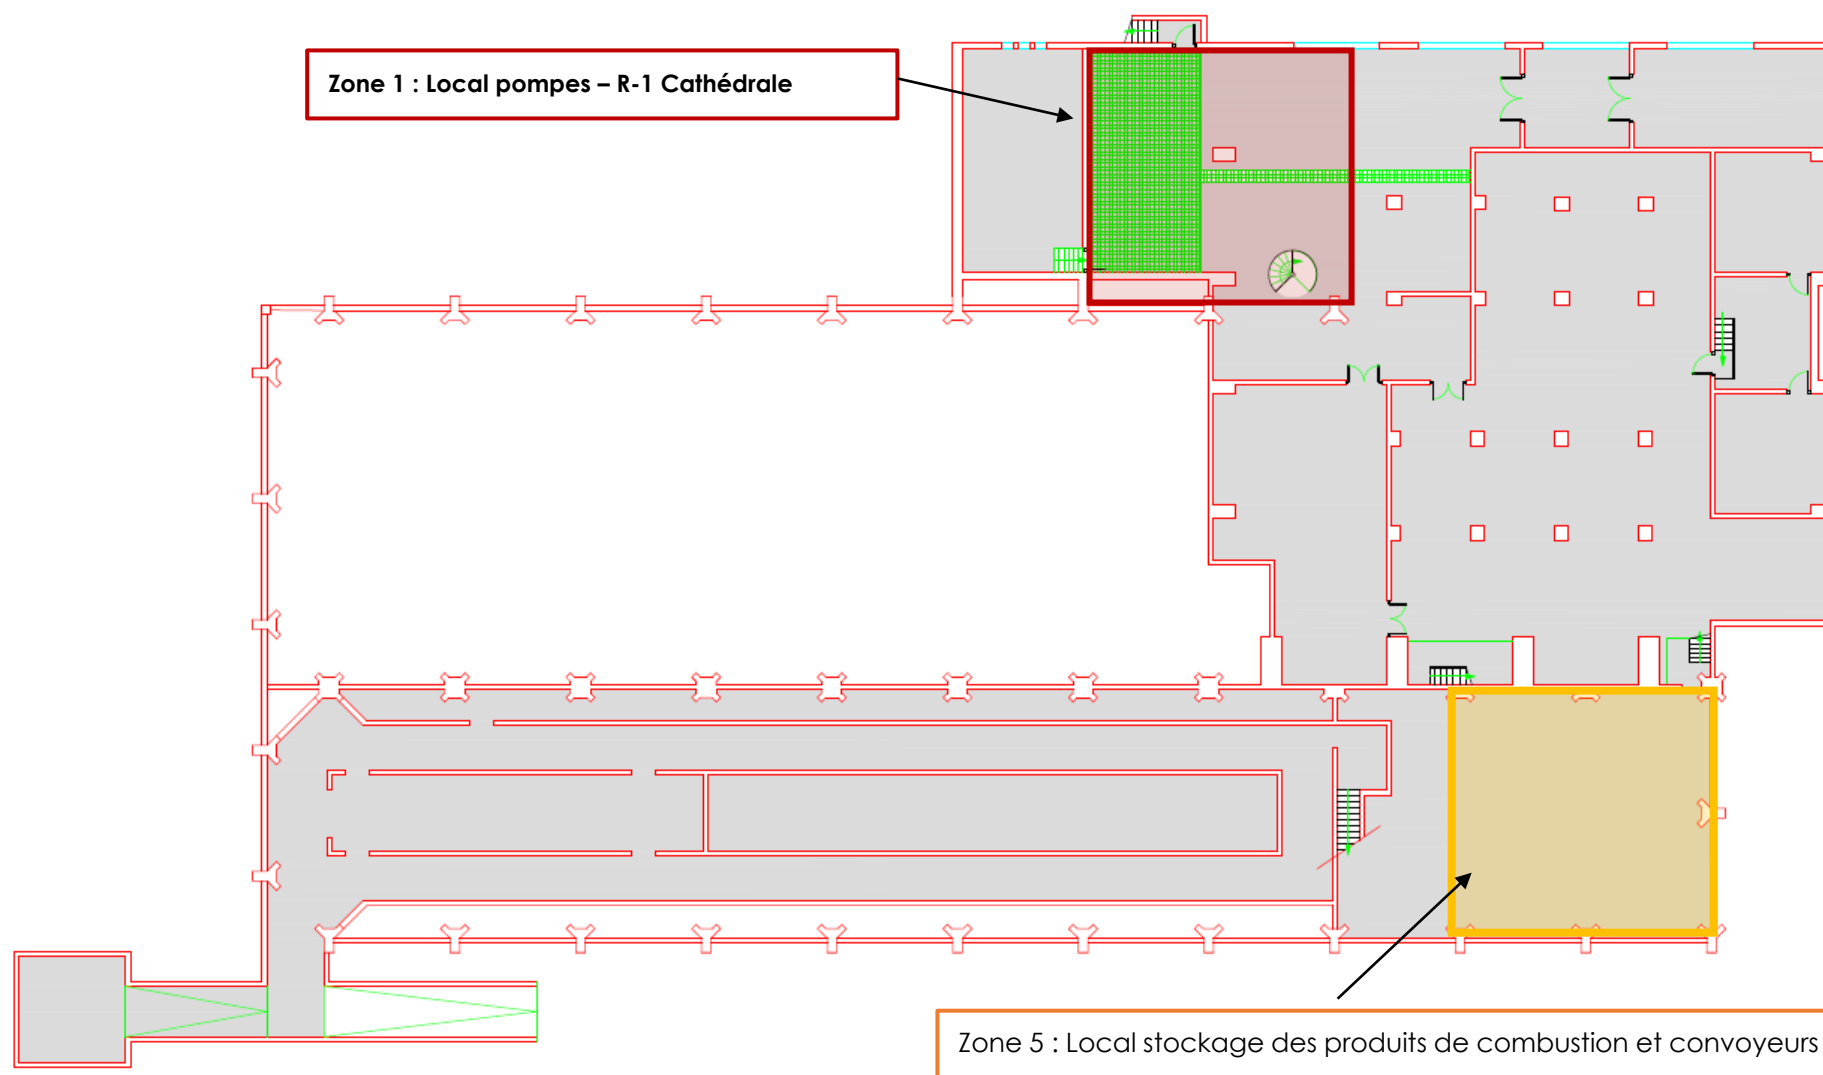 Zone 1 : Local pompes – R-1 Cathédrale
Zone 5 : Local stockage des produits de combustion et convoyeurs